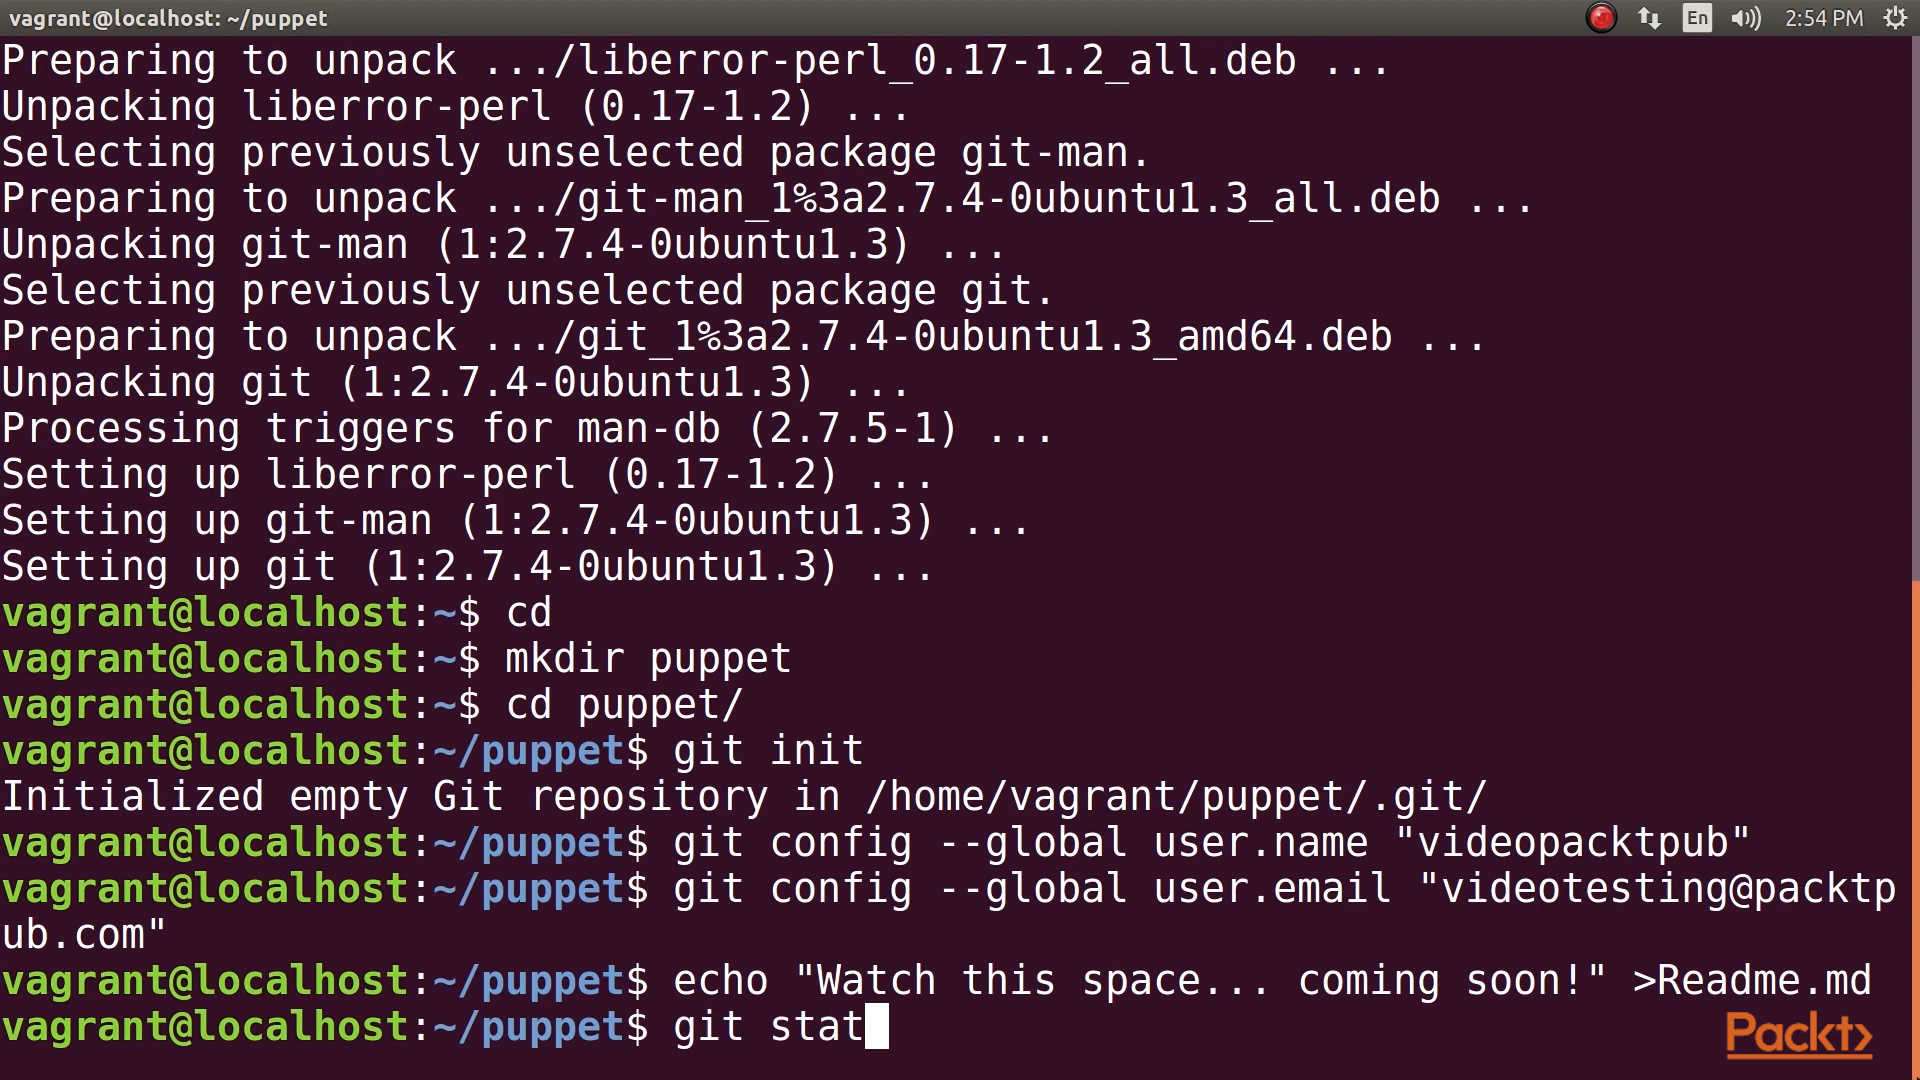 vagrant@localhost: ~/puppet
En
2:54 PM
Preparing to unpack .../liberror-perl_0.17-1.2_all.deb ...
Unpacking liberror-perl (0.17-1.2) ...
Selecting previously unselected package git-man.
Preparing to unpack .../git-man_1%3a2.7.4-0ubuntu1.3_all.deb ...
Unpacking git-man (1:2.7.4-0ubuntu1.3) ...
Selecting previously unselected package git.
Preparing to unpack .../git_1%3a2.7.4-0ubuntu1.3_amd64.deb ...
Unpacking git (1:2.7.4-0ubuntu1.3) ...
Processing triggers for man-db (2.7.5-1) ...
Setting up liberror-perl (0.17-1.2) ...
Setting up git-man (1:2.7.4-0ubuntu1.3) ...
Setting up git (1:2.7.4-0ubuntu1.3) ...
vagrant@localhost:~$ cd
vagrant@localhost:~$ mkdir puppet
vagrant@localhost:~$ cd puppet/
vagrant@localhost:~/puppet$ git init
Initialized empty Git repository in /home/vagrant/puppet/.git/
vagrant@localhost:~/puppet$ git config --global user.name "videopacktpub"
vagrant@localhost:~/puppet$ git config --global user.email "videotesting@packtp
ub.com"
vagrant@localhost:~/puppet$ echo "Watch this space... coming soon!" >Readme.md
vagrant@localhost:~/puppet$ git stat
Packt>